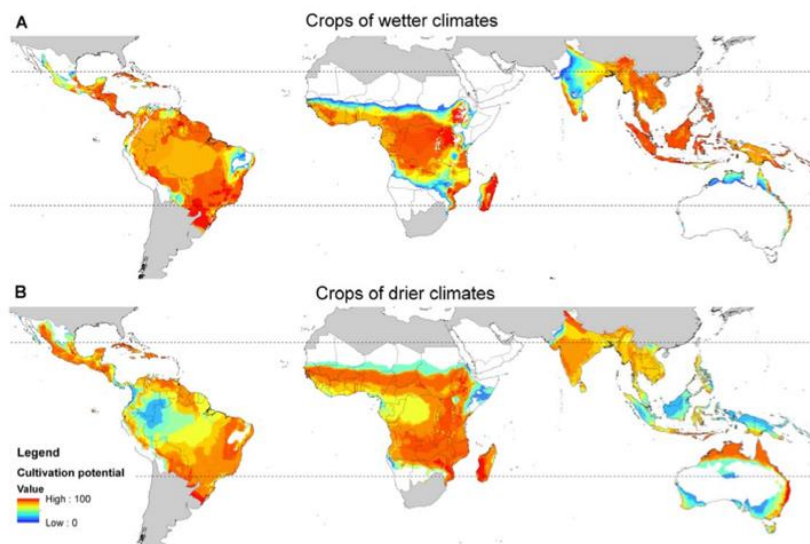 A
Crops of wetter climates
B
Crops of drier climates
Legend
Cultivation potential
Value
High : 100
Low : 0